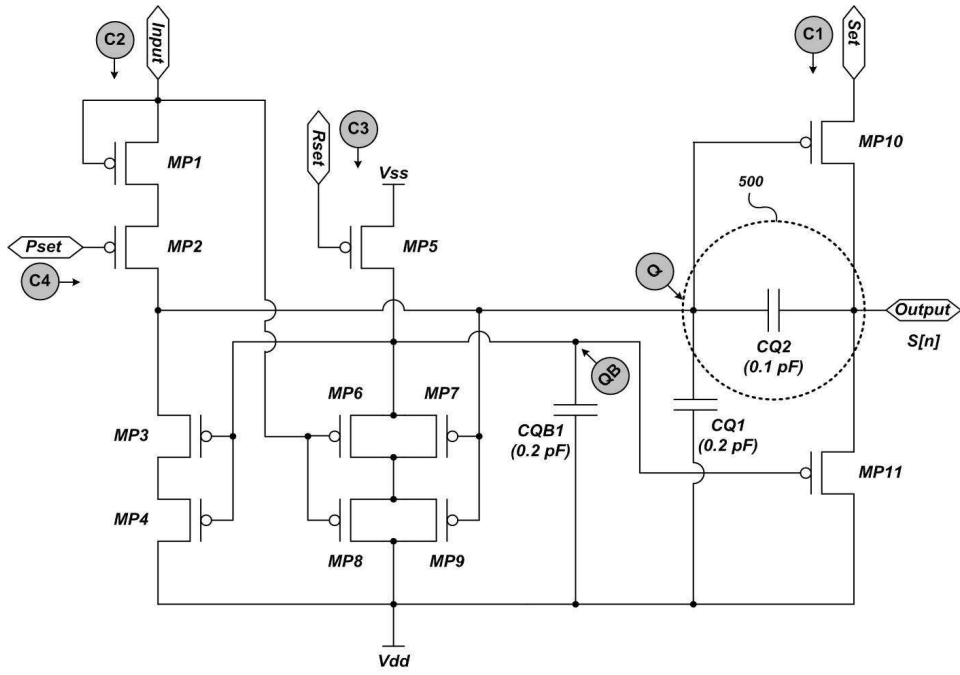 C2
Input
C1
Set
Rset
C3
MP1
MP10
Vss
500
Pset
MP2
MP5
C4
Q
Output
S[n]
CQ2
(0.1 pF)
QB
MP6
MP7
MP3
CQB1
(0.2 pF)
CQ1
(0.2 pF)
MP11
MP4
MP8
MP9
Vdd